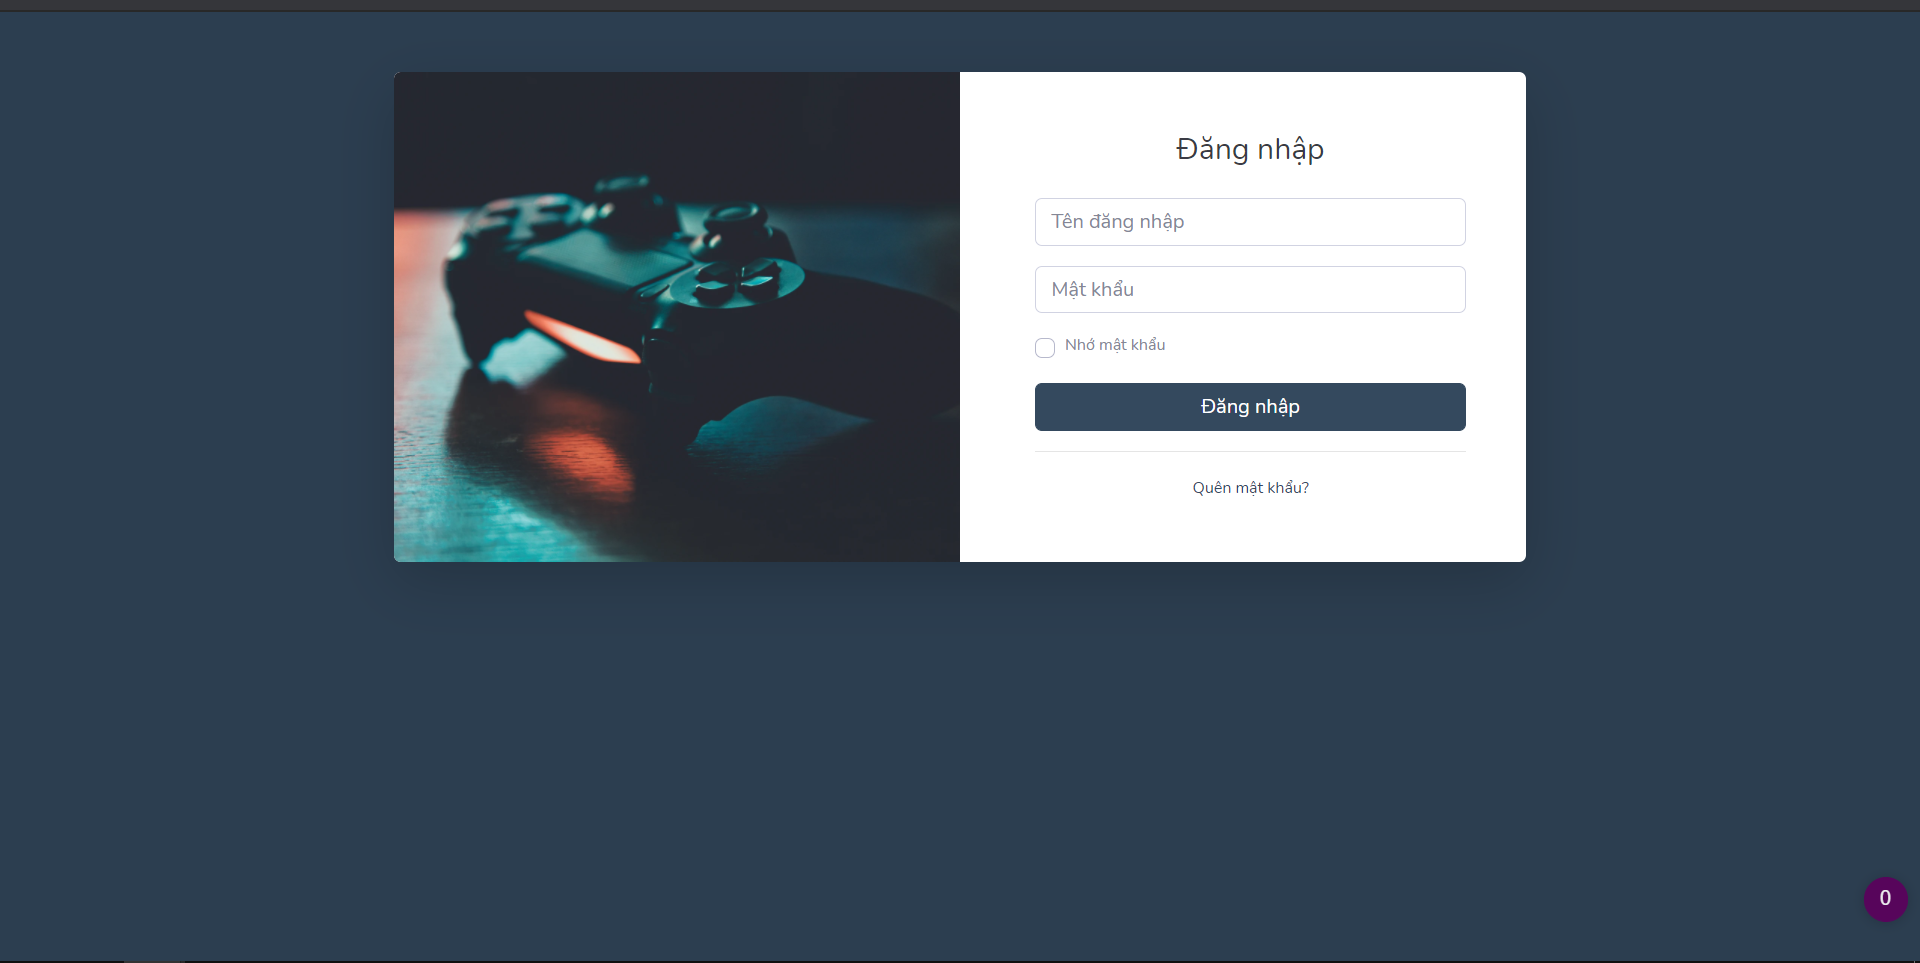 Đăng nhập
Tên đăng nhập
Mật khẩu
Nhớ mật khẩu
Đăng nhập
Quên mật khẩu?
0